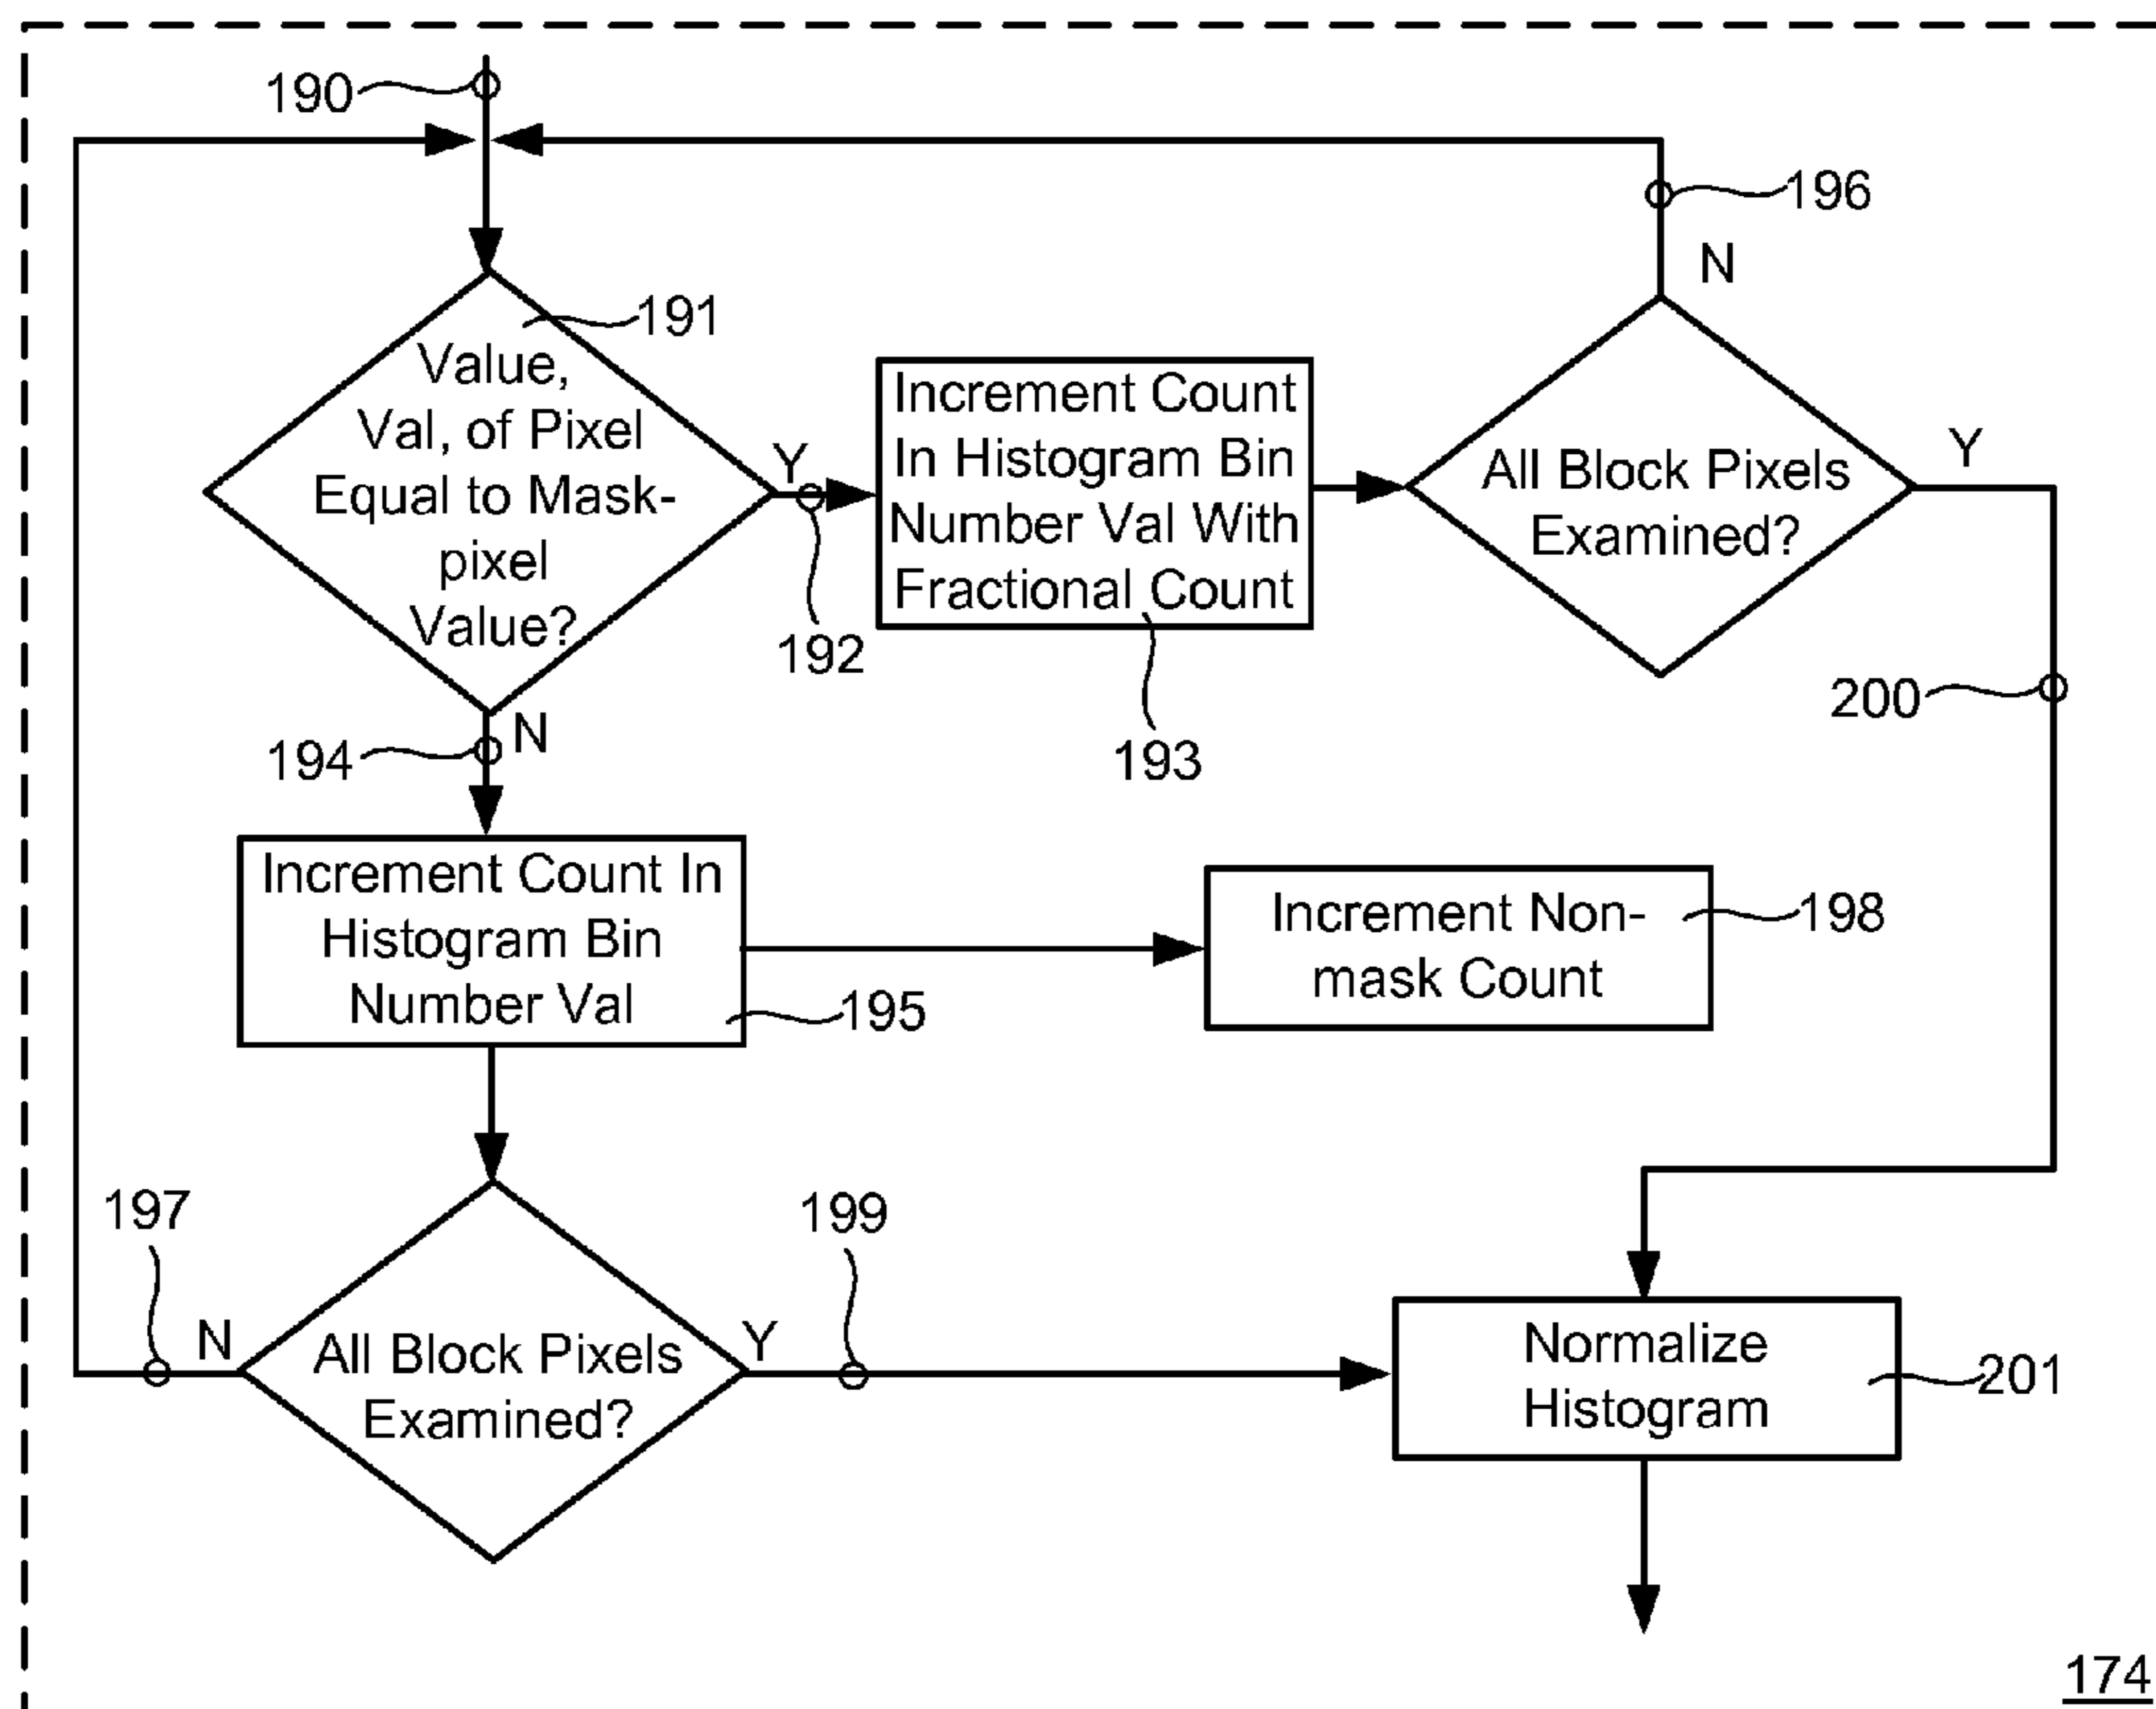 190
196
N
191
Value,
Val, of Pixel
Equal to Mask-
pixel
Value?
Y
192
Increment Count
In Histogram Bin
Number Val With
Fractional Count
193
All Block Pixels
Examined?
Y
200
194
N
Increment Count In
Histogram Bin
Number Val
195
Increment Non-
mask Count
198
197
N
All Block Pixels
Examined?
Y
199
Normalize
Histogram
201
174